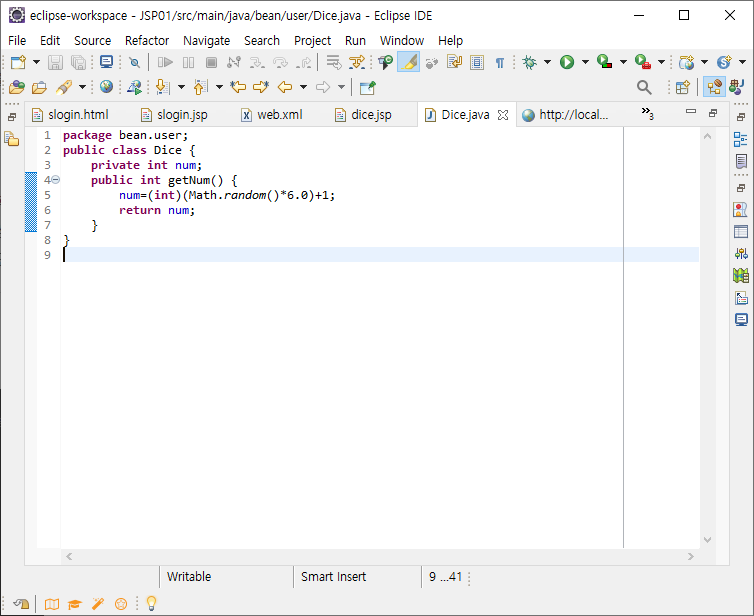 eclipse-workspace - JSP01/src/main/java/bean/user/Dice.java - Eclipse IDE
File Edit Source Refactor Navigate Search Project Run Window Help
slogin.html slogin.jsp web.xml dice.jsp Dice.java http://local... »3
1 package bean.user;
2 public class Dice {
3     private int num;
4     public int getNum() {
5         num=(int)(Math.random()*6.0)+1;
6         return num;
7     }
8 }
9
Writable Smart Insert 9 ...41